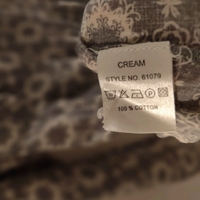 CREAM
STYLE NO. 61079
100 % COTTON